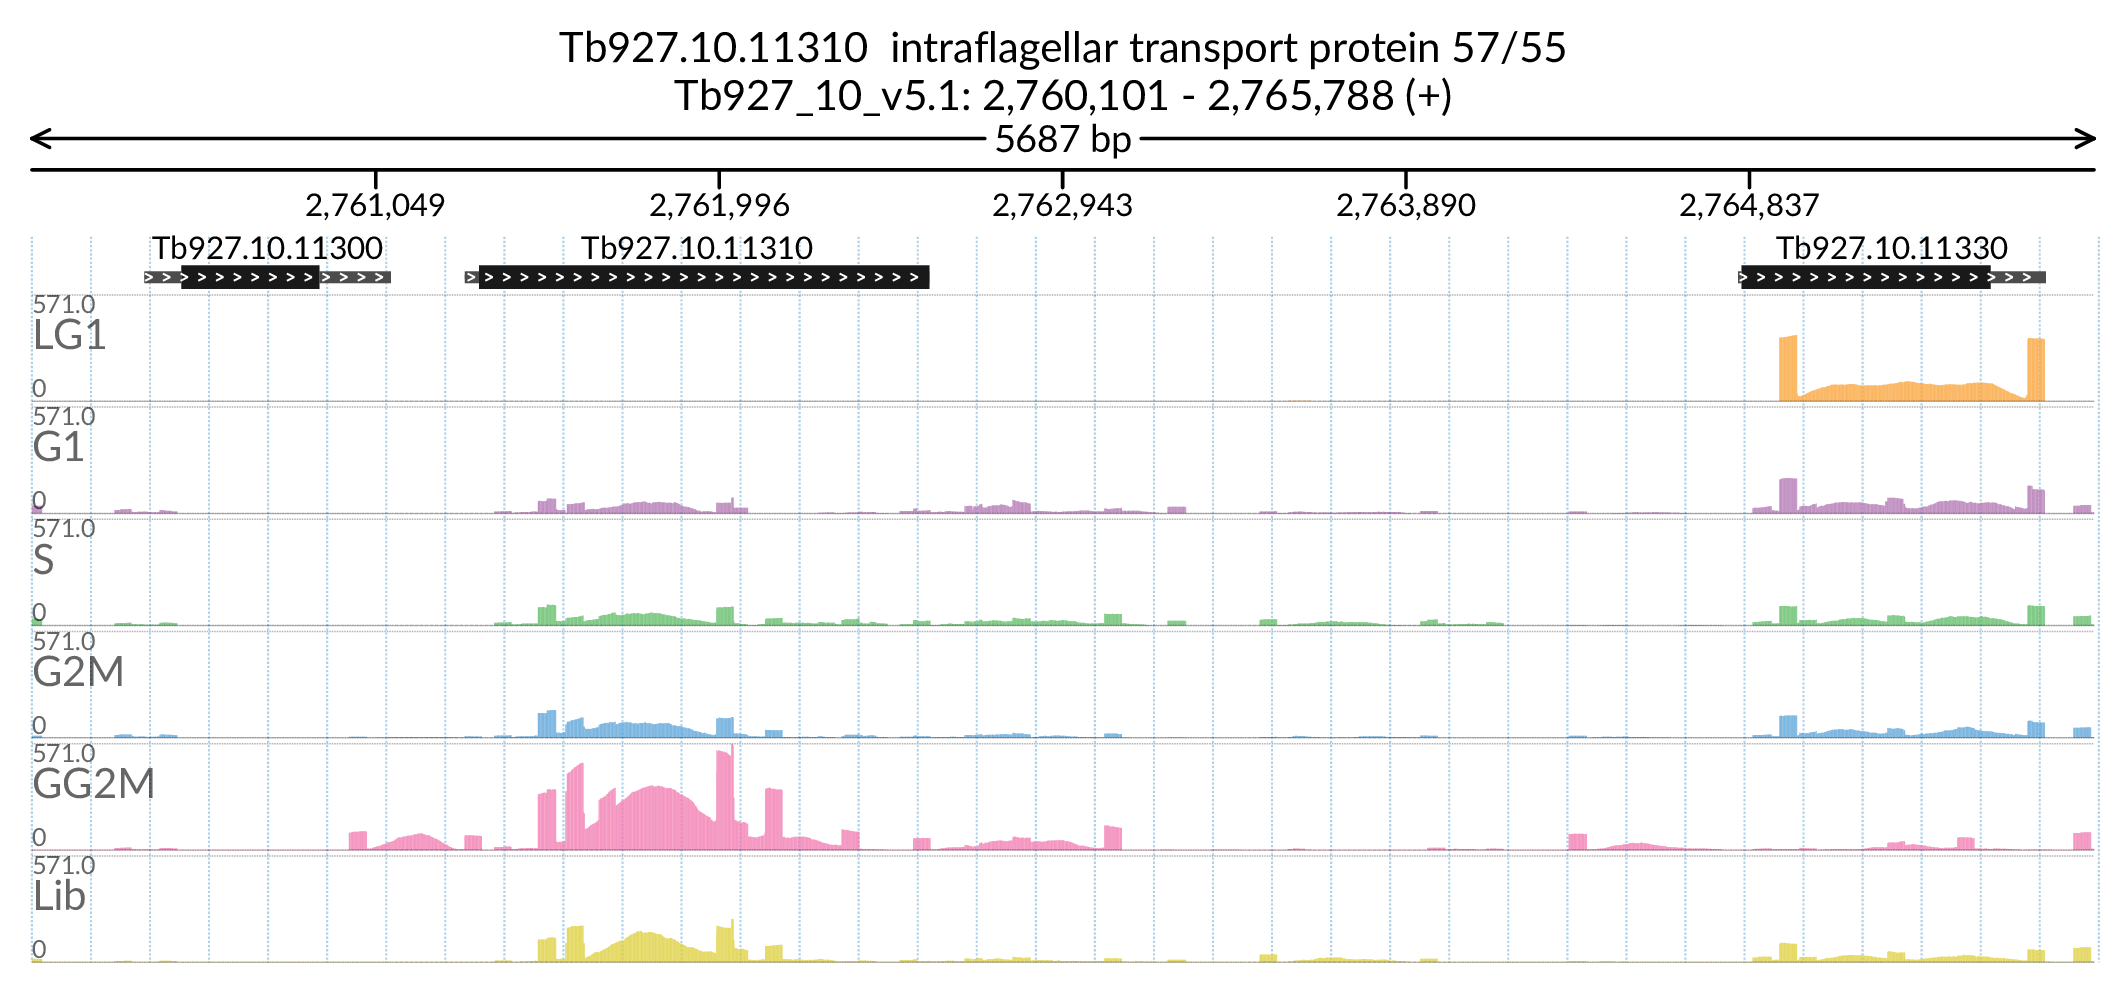 Tb927.10.11310  intraflagellar transport protein 57/55
Tb927_10_v5.1: 2,760,101 - 2,765,788 (+)
5687 bp
2,761,049 2,761,996 2,762,943 2,763,890 2,764,837
Tb927.10.11300 Tb927.10.11310 Tb927.10.11330
571.0
LG1
0
571.0
G1
0
571.0
S
0
571.0
G2M
0
571.0
GG2M
0
571.0
Lib
0